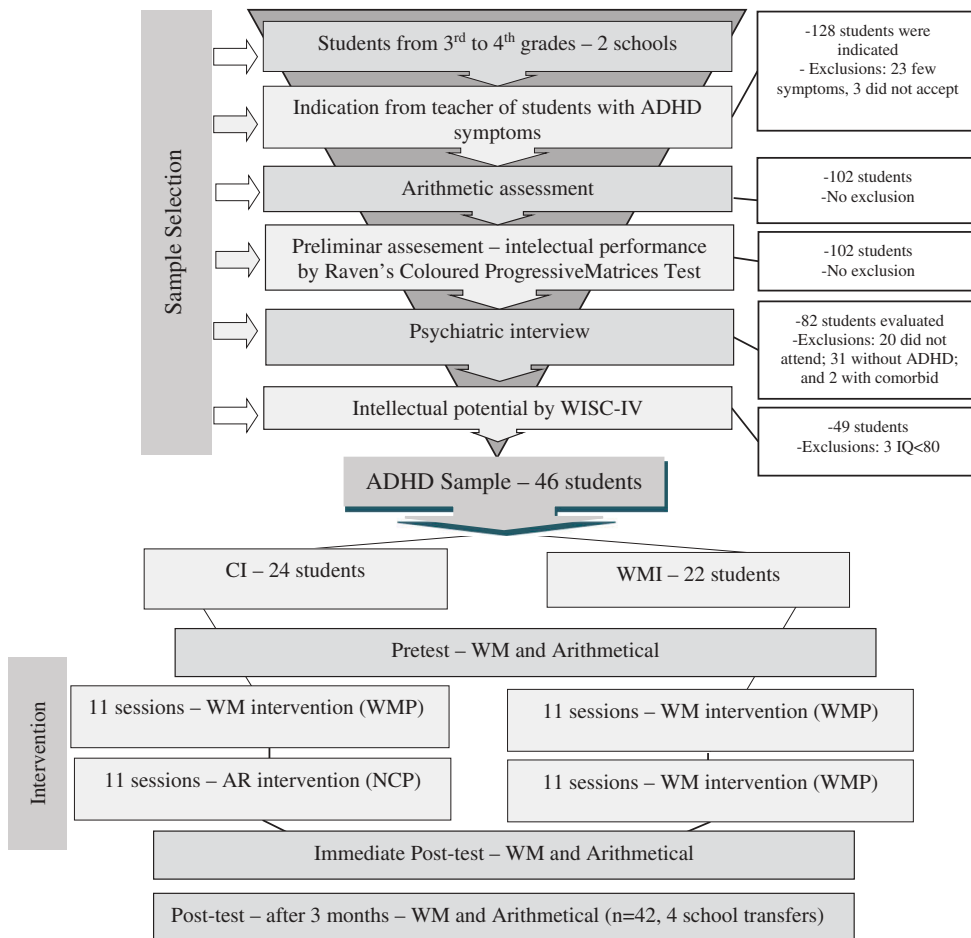 Sample Selection
Students from 3rd to 4th grades – 2 schools
-128 students were
indicated
- Exclusions: 23 few
symptoms, 3 did not accept
Indication from teacher of students with ADHD
symptoms
Arithmetic assessment
-102 students
-No exclusion
Preliminar assesement – intelectual performance
by Raven's Coloured ProgressiveMatrices Test
-102 students
-No exclusion
Psychiatric interview
-82 students evaluated
-Exclusions: 20 did not
attend; 31 without ADHD;
and 2 with comorbid
Intellectual potential by WISC-IV
-49 students
-Exclusions: 3 IQ<80
ADHD Sample – 46 students
CI – 24 students
WMI – 22 students
Pretest – WM and Arithmetical
Intervention
11 sessions – WM intervention (WMP)
11 sessions – WM intervention (WMP)
11 sessions – AR intervention (NCP)
11 sessions – WM intervention (WMP)
Immediate Post-test – WM and Arithmetical
Post-test – after 3 months – WM and Arithmetical (n=42, 4 school transfers)